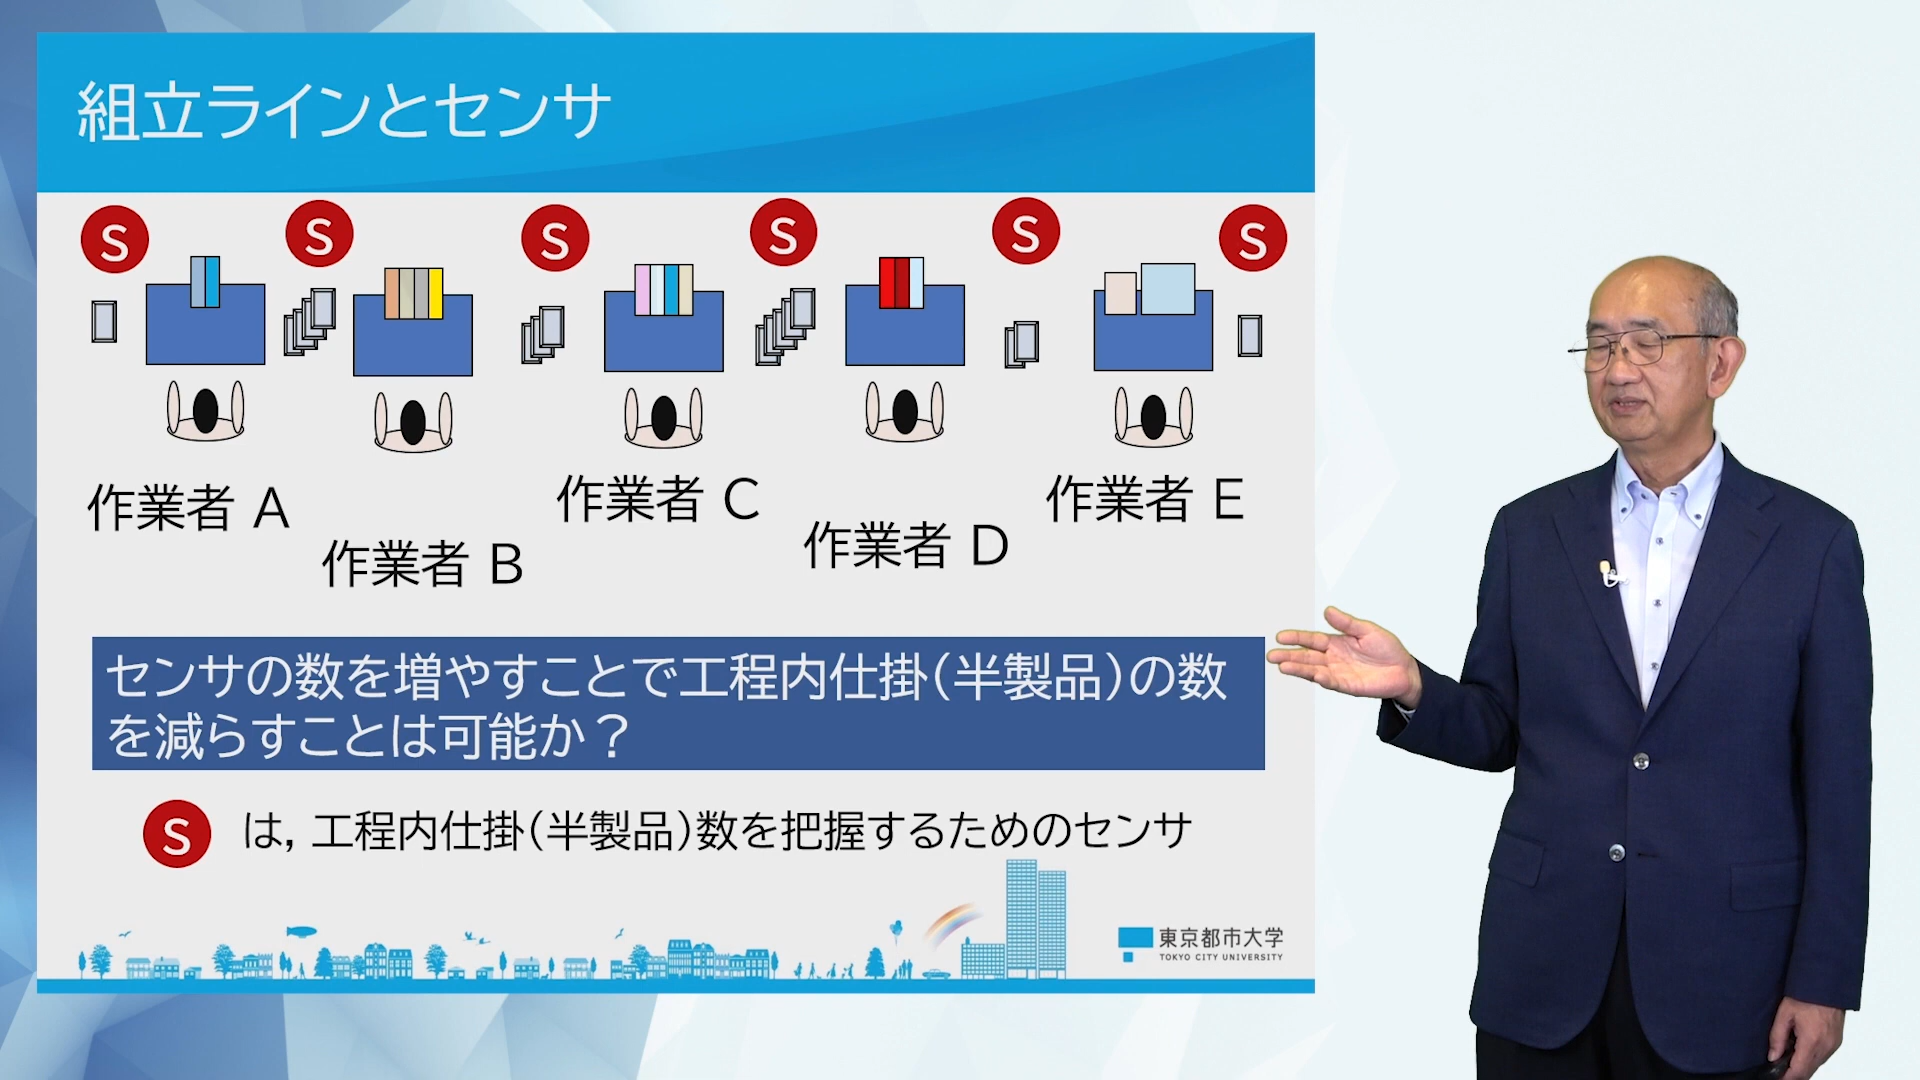 組立ラインとセンサ
S S S S S S
作業者 A
作業者 B
作業者 C
作業者 D
作業者 E
センサの数を増やすことで工程内仕掛(半製品)の数
を減らすことは可能か？
S は, 工程内仕掛(半製品)数を把握するためのセンサ
東京都市大学
TOKYO CITY UNIVERSITY